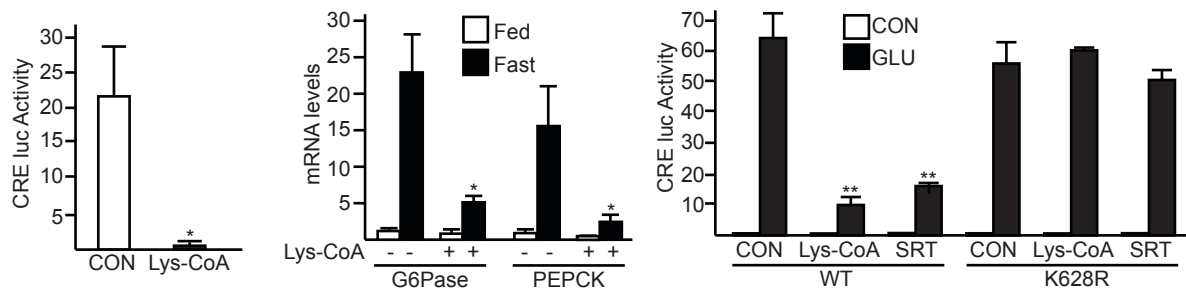 CRE luc Activity
30
25
20
15
10
5
*
CON Lys-CoA
mRNA levels
30
25
20
15
10
5
Fed
Fast
* *
Lys-CoA - - + + - - + +
G6Pase PEPCK
CRE luc Activity
70
60
50
40
30
20
10
CON
GLU
** **
CON Lys-CoA SRT CON Lys-CoA SRT
WT K628R